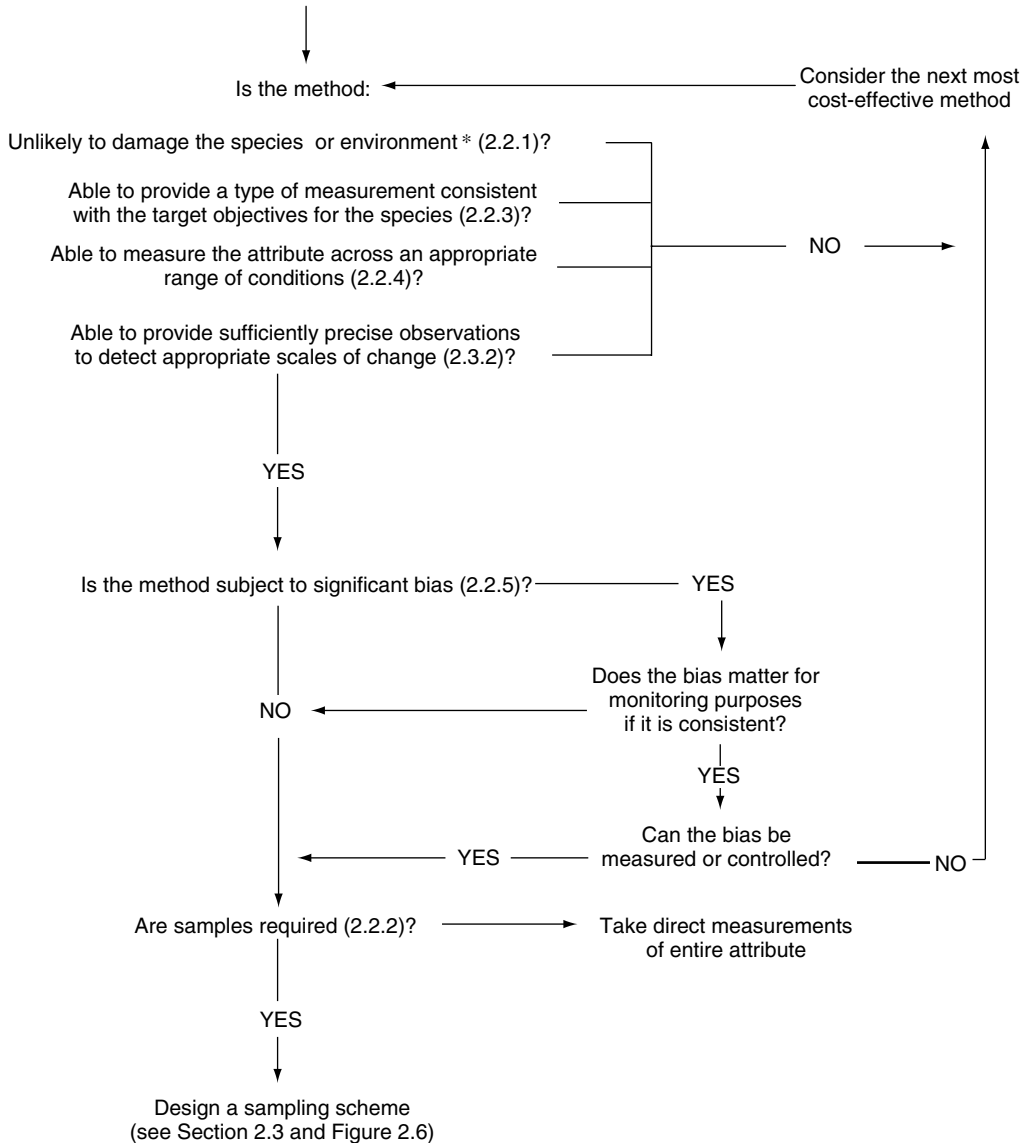 Is the method:
Consider the next most
cost-effective method
Unlikely to damage the species or environment * (2.2.1)?
Able to provide a type of measurement consistent
with the target objectives for the species (2.2.3)?
NO
Able to measure the attribute across an appropriate
range of conditions (2.2.4)?
Able to provide sufficiently precise observations
to detect appropriate scales of change (2.3.2)?
YES
Is the method subject to significant bias (2.2.5)?
YES
Does the bias matter for
monitoring purposes
if it is consistent?
NO
YES
Can the bias be
measured or controlled?
YES
NO
Are samples required (2.2.2)?
Take direct measurements
of entire attribute
YES
Design a sampling scheme
(see Section 2.3 and Figure 2.6)